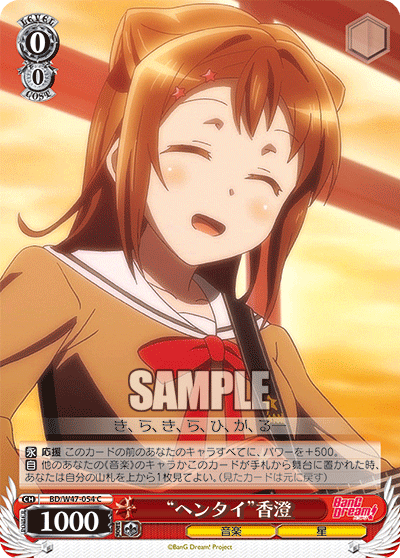 LEVEL
0
0
COST
SAMPLE
き、ら、き、ら、ひ、か、る―
永 応援 このカードの前のあなたのキャラすべてに、パワーを＋500。
自 他のあなたの《音楽》のキャラかこのカードが手札から舞台に置かれた時、
あなたは自分の山札を上から1枚見てよい。（見たカードは元に戻す）
CH BD/W47-054 C
1000
“ヘンタイ”香澄
BanG Dream!
音楽 星
©BanG Dream! Project